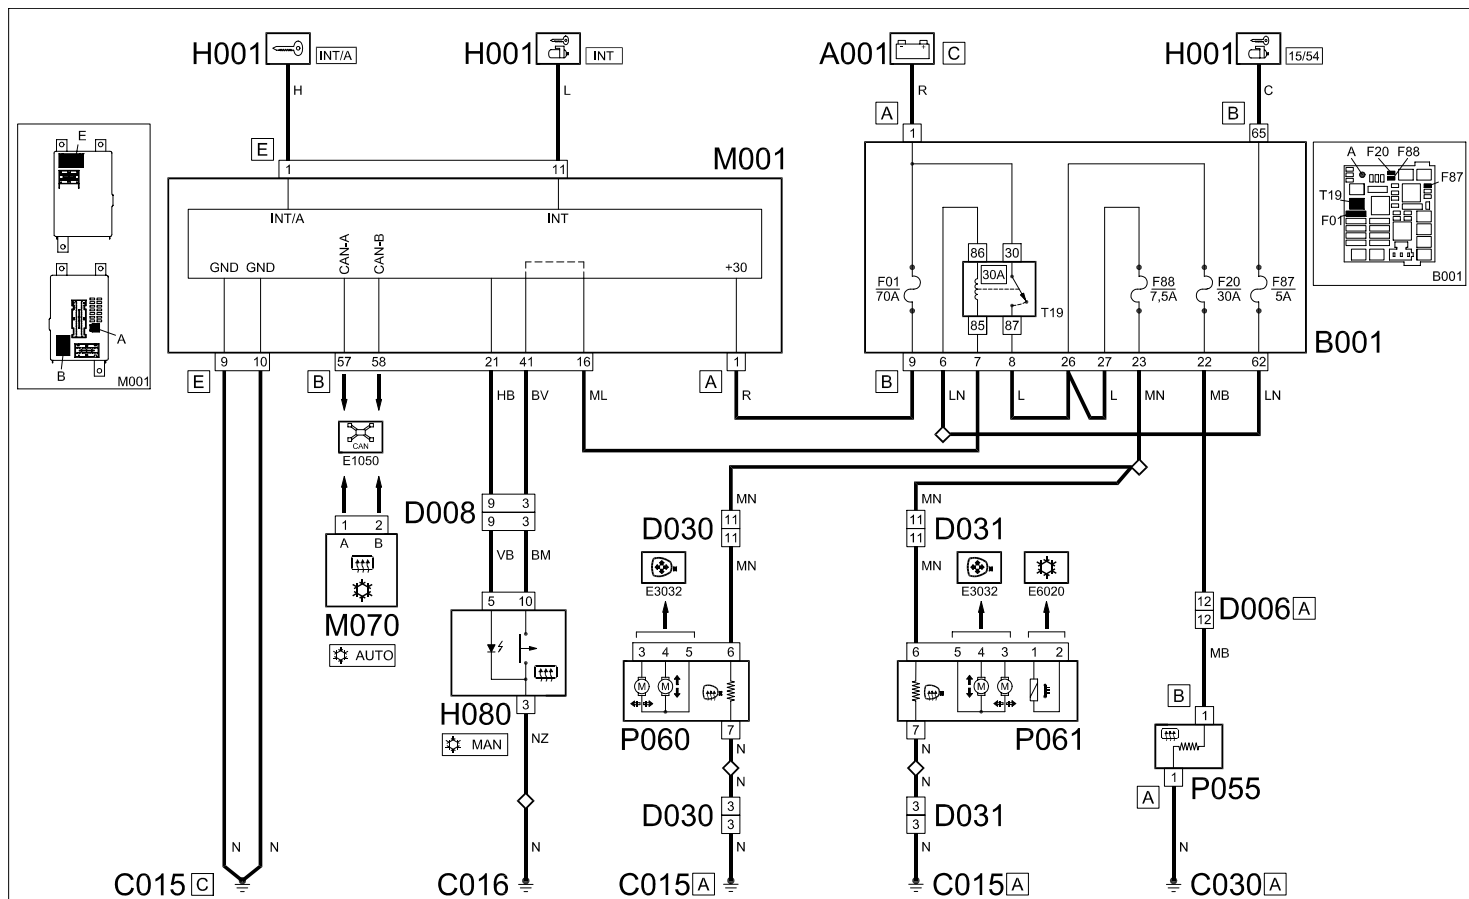 H001 INT/A H001 INT A001 C H001 15/54
H L R C
A B
E 1 65
1 11 M001
E
A F20 F88
F87
T19
F01
B001
INT/A INT
CAN-A CAN-B
GND GND +30
86 30
30A
F01 70A
F88 7,5A
F20 30A
F87 5A
T19
85 87
A
B
M001
B001
9 10 57 58 21 41 16 1 9 6 7 8 26 27 23 22 62
E B A B
HB BV ML R LN L L MN MB LN
CAN
E1050
MN MN
D008 9 3
9 3
D030 11
11
D031 11
11
1 2
A B
VB BM MN MN
E3032 E3032 E6020
12
12
D006 A
M070
AUTO
5 10
3 4 5 6
6 5 4 3 1 2
MB
M M M M
B
1
H080 3
MAN
P060 7
7 P061
NZ N N
1 P055
A
N N
D030 3
3
D031 3
3
N N N N N N
C015 C C016 C015 A C015 A C030 A